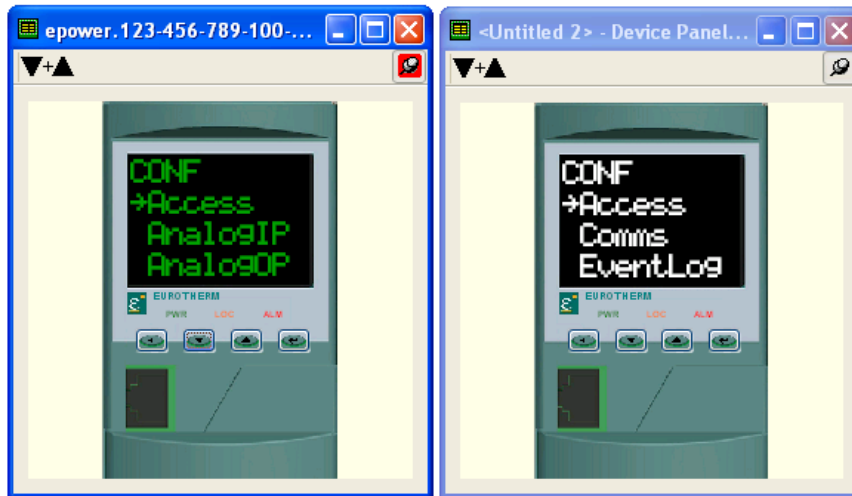 epower.123-456-789-100-...
▼+▲
CONF
→Access
AnalogIP
AnalogOP
EUROTHERM
PWR LOC ALM
<Untitled 2> - Device Panel...
▼+▲
CONF
→Access
Comms
EventLog
EUROTHERM
PWR LOC ALM